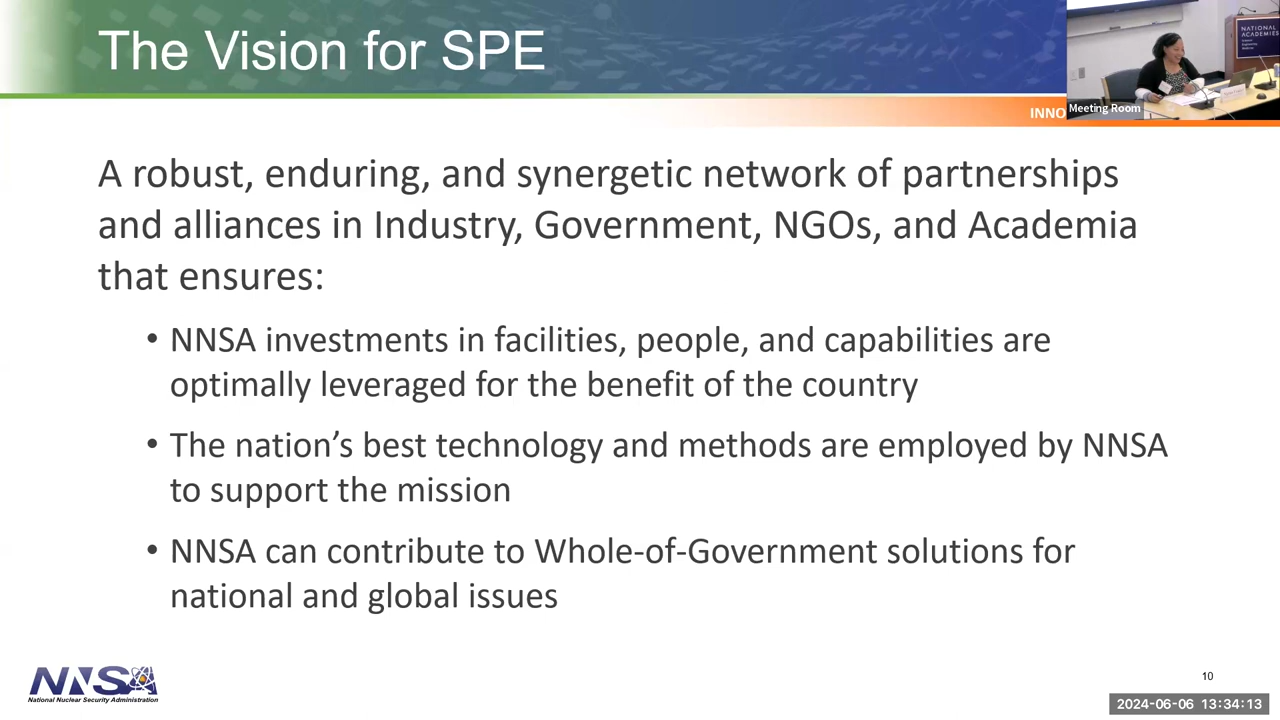 The Vision for SPE
INNO
NATIONAL
ACADEMIES
Meeting Room
A robust, enduring, and synergetic network of partnerships
and alliances in Industry, Government, NGOs, and Academia
that ensures:
• NNSA investments in facilities, people, and capabilities are
optimally leveraged for the benefit of the country
• The nation’s best technology and methods are employed by NNSA
to support the mission
• NNSA can contribute to Whole-of-Government solutions for
national and global issues
NNSA
National Nuclear Security Administration
10
2024-06-06 13:34:13